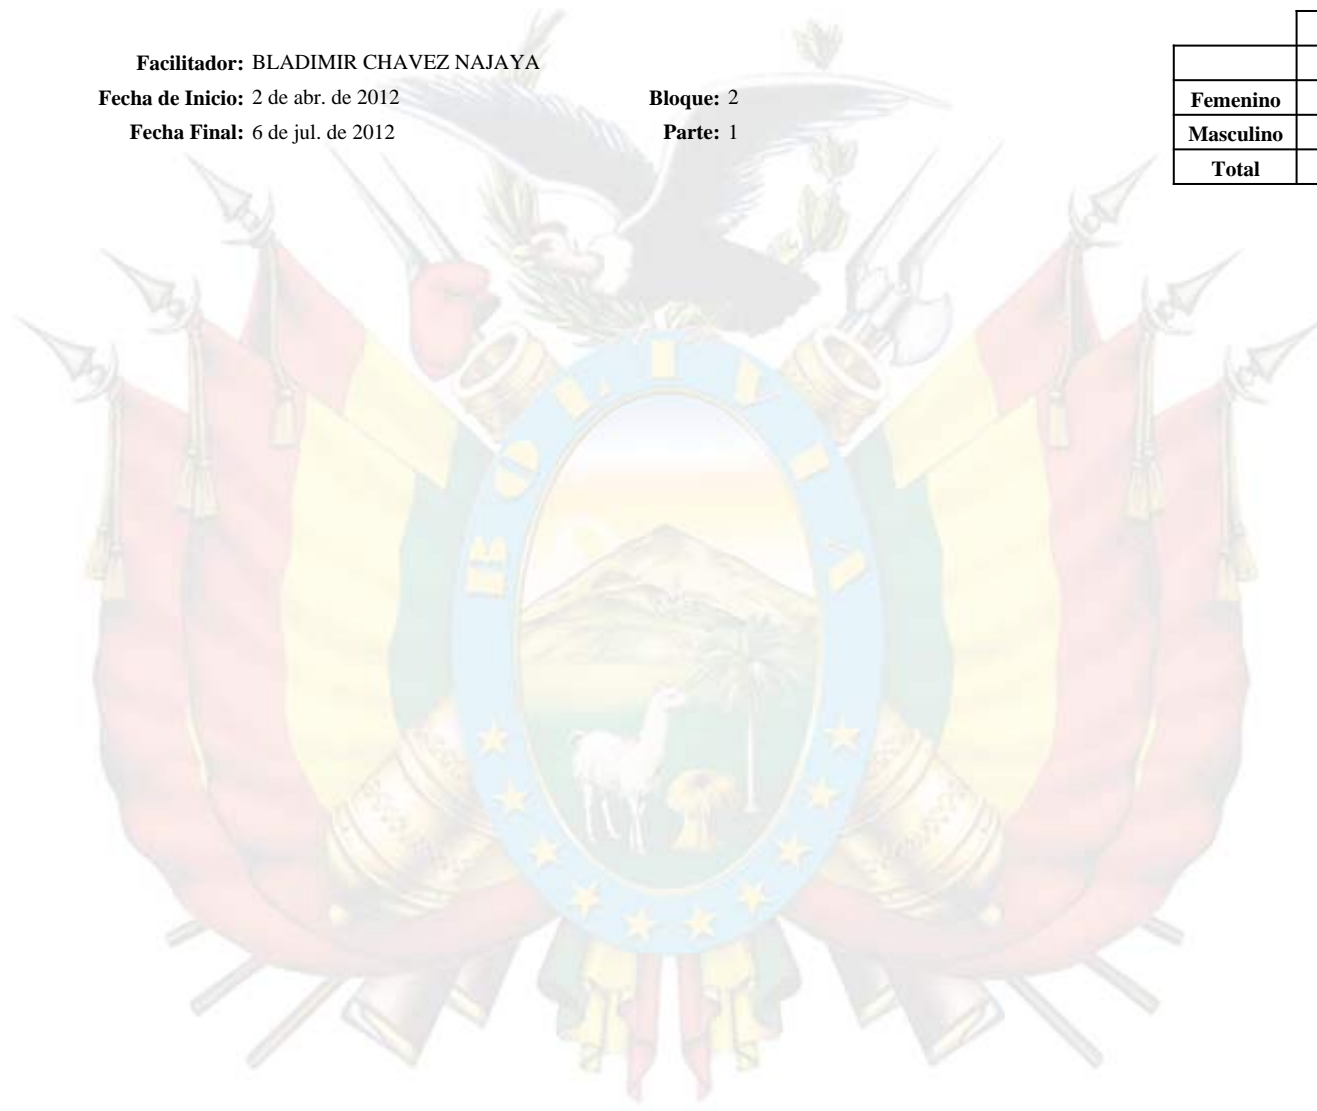 Facilitador: BLADIMIR CHAVEZ NAJAYA
Fecha de Inicio: 2 de abr. de 2012 Bloque: 2
Fecha Final: 6 de jul. de 2012 Parte: 1
Femenino
Masculino
Total
BOLIVIA